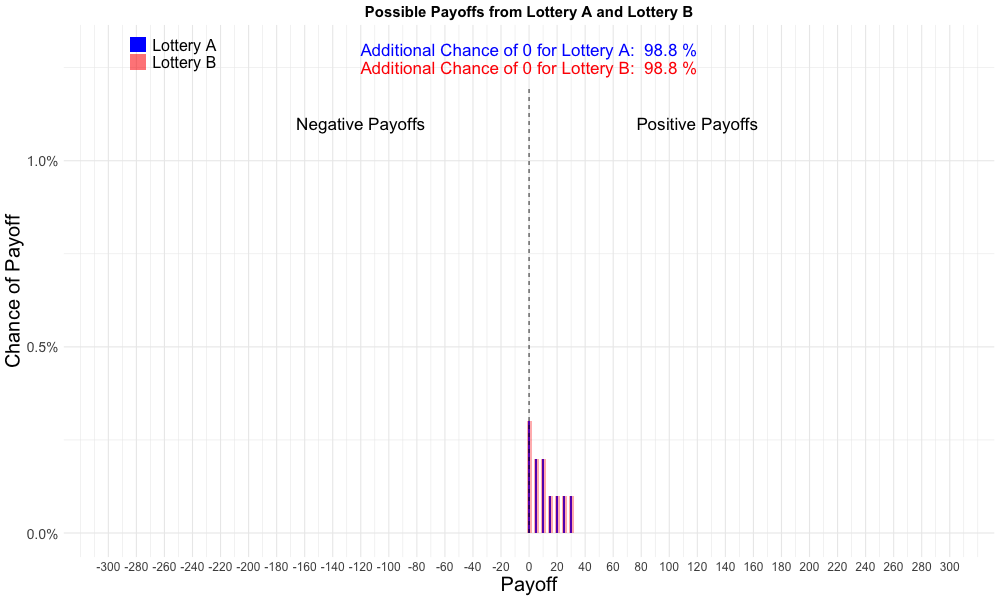 Possible Payoffs from Lottery A and Lottery B
Lottery A
Lottery B
Additional Chance of 0 for Lottery A:  98.8 %
Additional Chance of 0 for Lottery B:  98.8 %
Negative Payoffs
Positive Payoffs
Chance of Payoff
1.0%
0.5%
0.0%
-300 -280 -260 -240 -220 -200 -180 -160 -140 -120 -100 -80 -60 -40 -20 0 20 40 60 80 100 120 140 160 180 200 220 240 260 280 300
Payoff